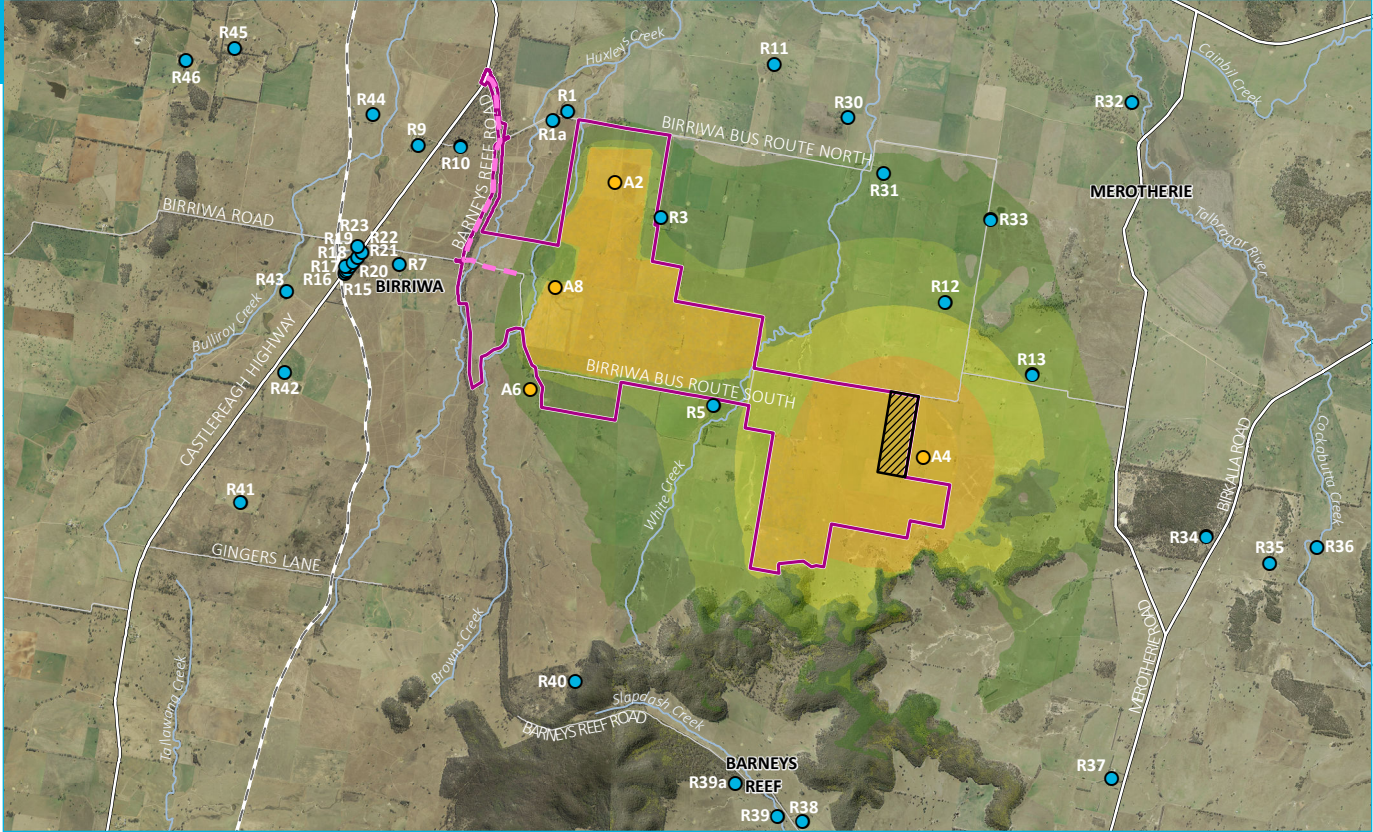 R45
R46
R11
Huxleys Creek
Cainbil Creek
R44
R1
R1a
R30
R32
R9
R10
BARNEYS REEF ROAD
BIRRIWA BUS ROUTE NORTH
R31
MEROTHERIE
A2
BIRRIWA ROAD
R3
R33
Talbragar River
R23
R19
R22
R18
R21
R17
R20
R16
R15
R7
BIRRIWA
R43
A8
R12
Bulliroy Creek
CASTLEREAGH HIGHWAY
R42
A6
BIRRIWA BUS ROUTE SOUTH
R5
R13
A4
White Creek
BIRKALLA ROAD
Cockabutta Creek
R41
GINGERS LANE
R34
R35
R36
Browns Creek
Tallawang Creek
R40
Slapdash Creek
BARNEYS REEF ROAD
MEROTHERIE ROAD
BARNEYS
REEF
R39a
R37
R39
R38